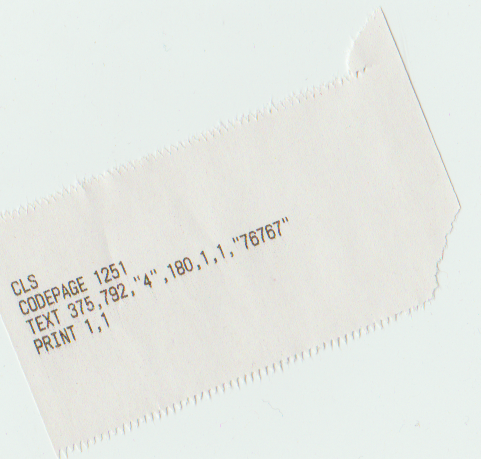 CLS
CODEPAGE 1251
TEXT 375,792,"4",180,1,1,"76767"
PRINT 1,1